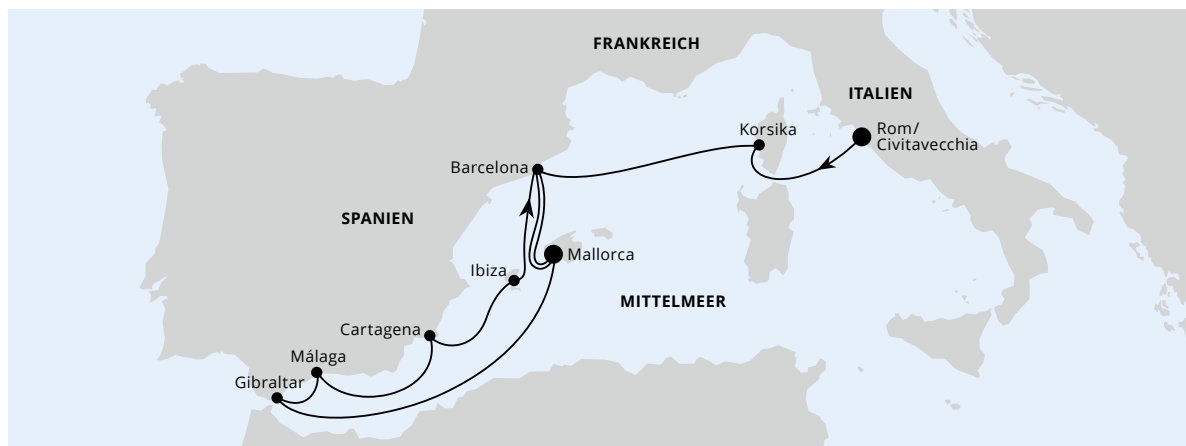 FRANKREICH
ITALIEN
Korsika
Rom/
Civitavecchia
Barcelona
SPANIEN
Mallorca
Ibiza
MITTELMEER
Cartagena
Málaga
Gibraltar